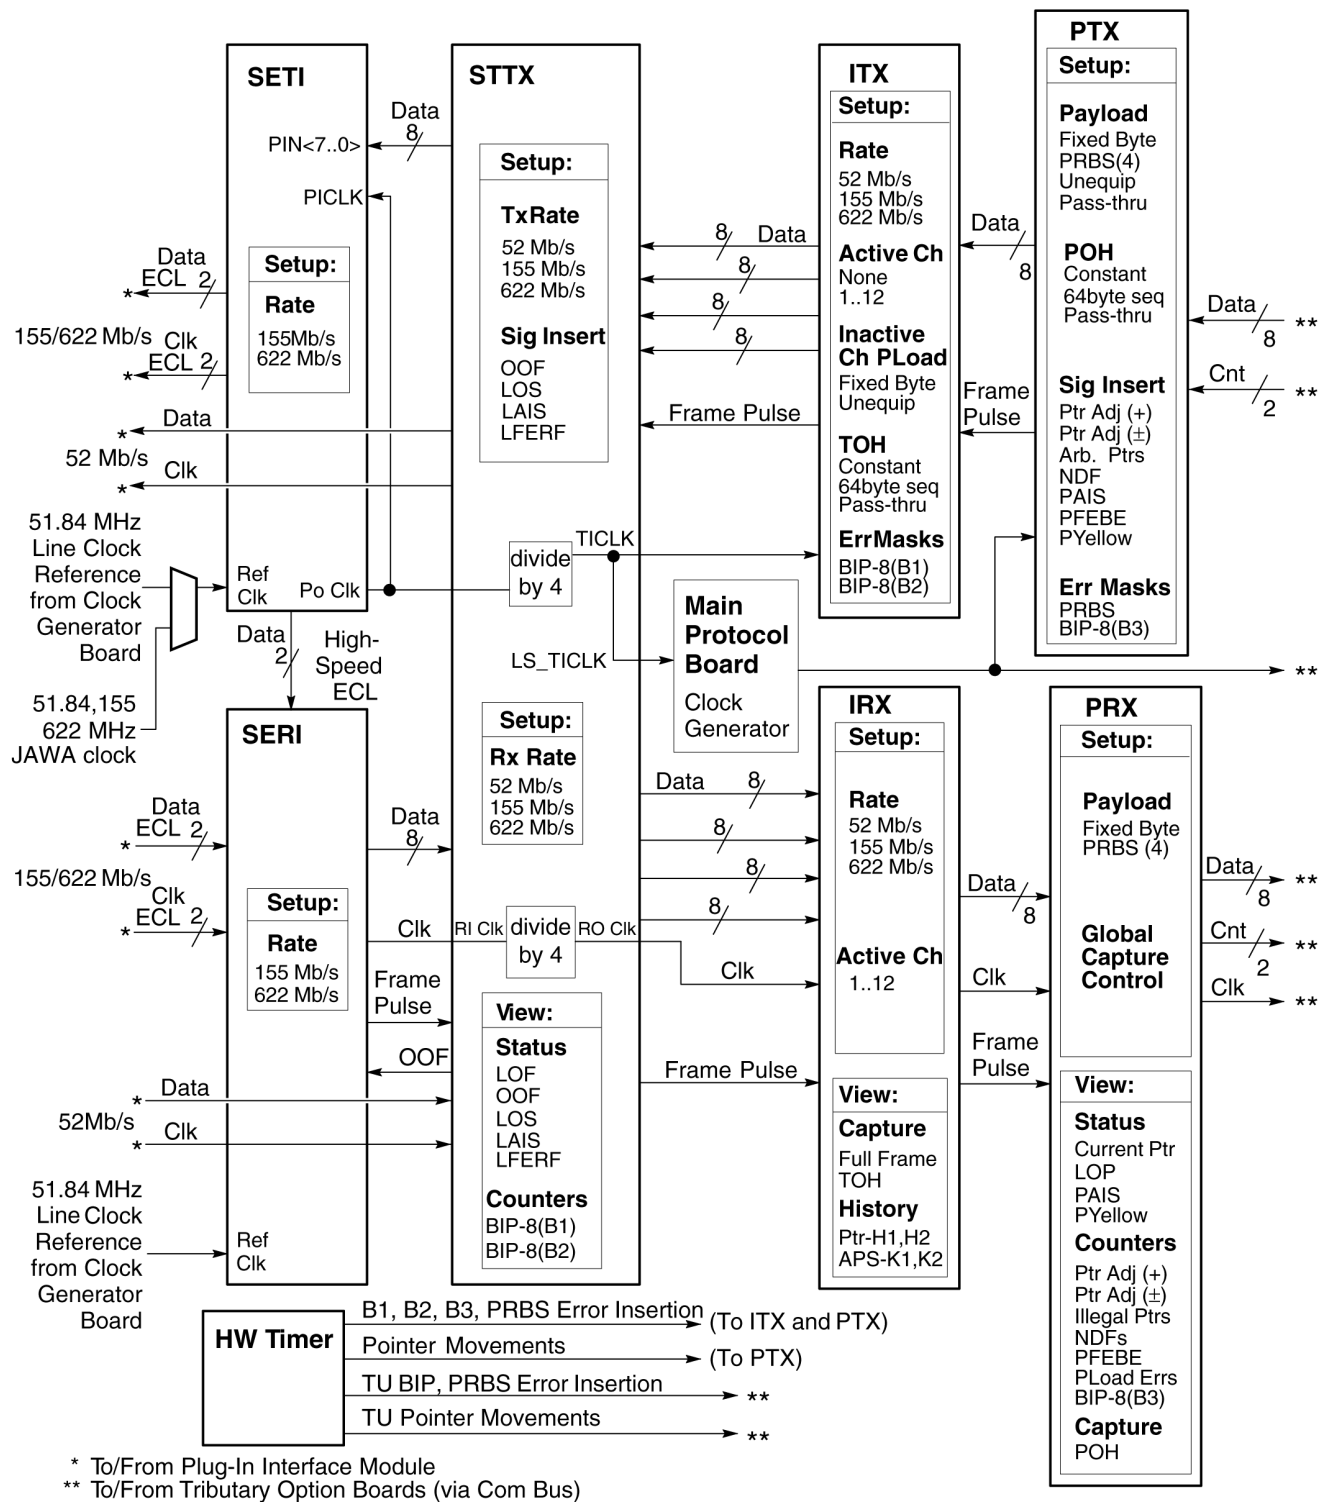 SETI
PIN<7..0>
PICLK
Setup:
Rate
155Mb/s
622 Mb/s
Ref
Clk
Po Clk
Data
8
Data
ECL 2
*
155/622 Mb/s
Clk
ECL 2
*
Data
*
52 Mb/s
Clk
*
51.84 MHz
Line Clock
Reference
from Clock
Generator
Board
51.84,155
622 MHz
JAWA clock
Data
2
High-
Speed
ECL
STTX
Setup:
TxRate
52 Mb/s
155 Mb/s
622 Mb/s
Sig Insert
OOF
LOS
LAIS
LFERF
divide
by 4
TICLK
LS_TICLK
8 Data
8
8
8
Frame Pulse
ITX
Setup:
Rate
52 Mb/s
155 Mb/s
622 Mb/s
Active Ch
None
1..12
Inactive
Ch PLoad
Fixed Byte
Unequip
TOH
Constant
64byte seq
Pass-thru
ErrMasks
BIP-8(B1)
BIP-8(B2)
Data
8
Frame
Pulse
PTX
Setup:
Payload
Fixed Byte
PRBS(4)
Unequip
Pass-thru
POH
Constant
64byte seq
Pass-thru
Sig Insert
Ptr Adj (+)
Ptr Adj (±)
Arb. Ptrs
NDF
PAIS
PFEBE
PYellow
Err Masks
PRBS
BIP-8(B3)
Data
8
**
Cnt
2
**
Main
Protocol
Board
Clock
Generator
**
SERI
Data
ECL 2
*
155/622 Mb/s
Clk
ECL 2
*
Setup:
Rate
155 Mb/s
622 Mb/s
Data
8
Clk
Frame
Pulse
OOF
Data
*
52Mb/s
Clk
*
51.84 MHz
Line Clock
Reference
from Clock
Generator
Board
Ref
Clk
Setup:
Rx Rate
52 Mb/s
155 Mb/s
622 Mb/s
RI Clk
divide
by 4
RO Clk
View:
Status
LOF
OOF
LOS
LAIS
LFERF
Counters
BIP-8(B1)
BIP-8(B2)
Data 8
8
8
8
Clk
Frame Pulse
IRX
Setup:
Rate
52 Mb/s
155 Mb/s
622 Mb/s
Active Ch
1..12
View:
Capture
Full Frame
TOH
History
Ptr-H1,H2
APS-K1,K2
Data
8
Clk
Frame
Pulse
PRX
Setup:
Payload
Fixed Byte
PRBS (4)
Global
Capture
Control
View:
Status
Current Ptr
LOP
PAIS
PYellow
Counters
Ptr Adj (+)
Ptr Adj (±)
Illegal Ptrs
NDFs
PFEBE
PLoad Errs
BIP-8(B3)
Capture
POH
Data
8
**
Cnt
2
**
Clk
**
HW Timer
B1, B2, B3, PRBS Error Insertion
(To ITX and PTX)
Pointer Movements
(To PTX)
TU BIP, PRBS Error Insertion
**
TU Pointer Movements
**
* To/From Plug-In Interface Module
** To/From Tributary Option Boards (via Com Bus)